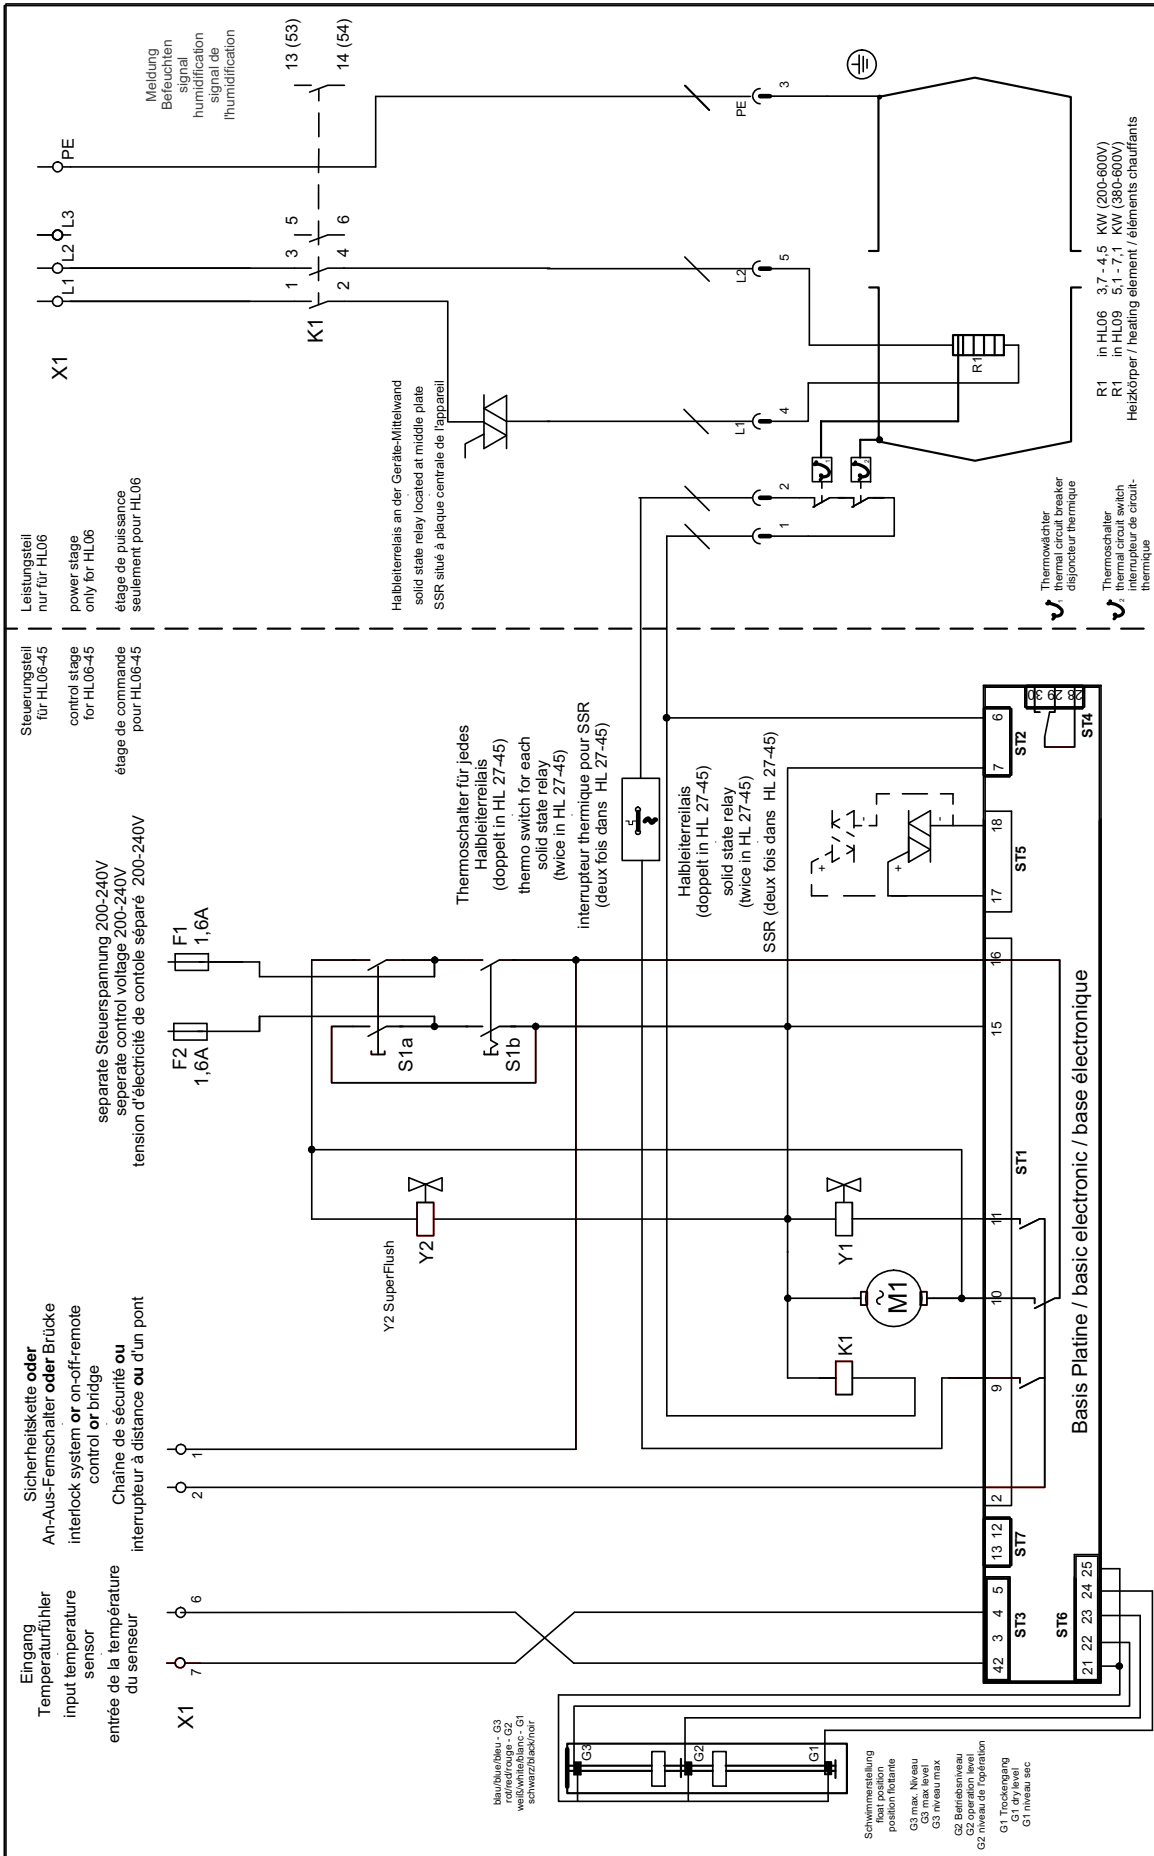 Eingang
Temperaturfühler
input temperature
sensor
entrée de la température
du senseur
X1
7
6
Sicherheitskette oder
An-Aus-Fernschalter oder Brücke
interlock system or on-off-remote
control or bridge
Chaîne de sécurité ou
interrupteur à distance ou d'un pont
2
1
separate Steuerspannung 200-240V
seperate control voltage 200-240V
tension d'électricité de contole séparé 200-240V
F2
1,6A
F1
1,6A
Steuerungsteil
für HL06-45
control stage
for HL06-45
étage de commande
pour HL06-45
Leistungsteil
nur für HL06
power stage
only for HL06
étage de puissance
seulement pour HL06
X1
L1
L2
L3
PE
Meldung
Befeuchten
signal
humidification
signal de
l'humidification
K1
1
3
5
13 (53)
2
4
6
14 (54)
S1a
S1b
Y2 SuperFlush
Y2
Halbleiterrelais an der Geräte-Mittelwand
solid state relay located at middle plate
SSR situé à plaque centrale de l'appareil
Thermoschalter für jedes
Halbleiterreilais
(doppelt in HL 27-45)
thermo switch for each
solid state relay
(twice in HL 27-45)
interrupteur thermique pour SSR
(deux fois dans HL 27-45)
Halbleiterreilais
(doppelt in HL 27-45)
solid state relay
(twice in HL 27-45)
SSR (deux fois dans HL 27-45)
L1
L2
PE
1
2
4
5
3
1
2
R1
K1
M1
~
Y1
+
+
blau/blue/bleu - G3
rot/red/rouge - G2
weiß/white/blanc - G1
schwarz/black/noir
G3
G2
G1
Schwimmerstellung
float position
position flottante
G3 max. Niveau
G3 max level
G3 niveau max
G2 Betriebsniveau
G2 operation level
G2 niveau de l'opération
G1 Trockengang
G1 dry level
G1 niveau sec
42 3 4 5
ST3
13 12
ST7
2 9 10 11 15 16
ST1
17 18
ST5
7 6
ST2
28 29 30
ST4
21 22 23 24 25
ST6
Basis Platine / basic electronic / base électronique
1
Thermowächter
thermal circuit breaker
disjoncteur thermique
2
Thermoschalter
thermal circuit switch
interrupteur de circuit-
thermique
R1 in HL06 3,7 - 4,5 KW (200-600V)
R1 in HL09 5,1 - 7,1 KW (380-600V)
Heizkörper / heating element / éléments chauffants